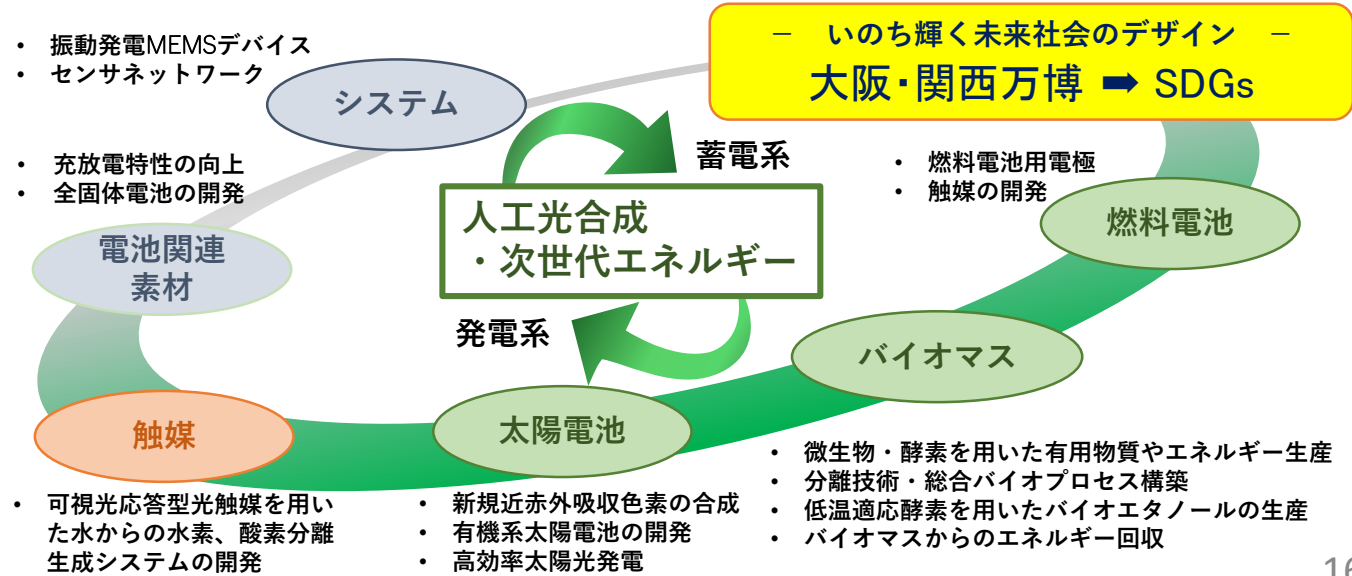 • 振動発電MEMSデバイス
• センサネットワーク
システム
－ いのち輝く未来社会のデザイン －
大阪・関西万博 ➡ SDGs
• 充放電特性の向上
• 全固体電池の開発
電池関連
素材
蓄電系
人工光合成
・次世代エネルギー
発電系
• 燃料電池用電極
• 触媒の開発
燃料電池
バイオマス
触媒
太陽電池
• 可視光応答型光触媒を用い
た水からの水素、酸素分離
生成システムの開発
• 新規近赤外吸収色素の合成
• 有機系太陽電池の開発
• 高効率太陽光発電
• 微生物・酵素を用いた有用物質やエネルギー生産
• 分離技術・総合バイオプロセス構築
• 低温適応酵素を用いたバイオエタノールの生産
• バイオマスからのエネルギー回収
16